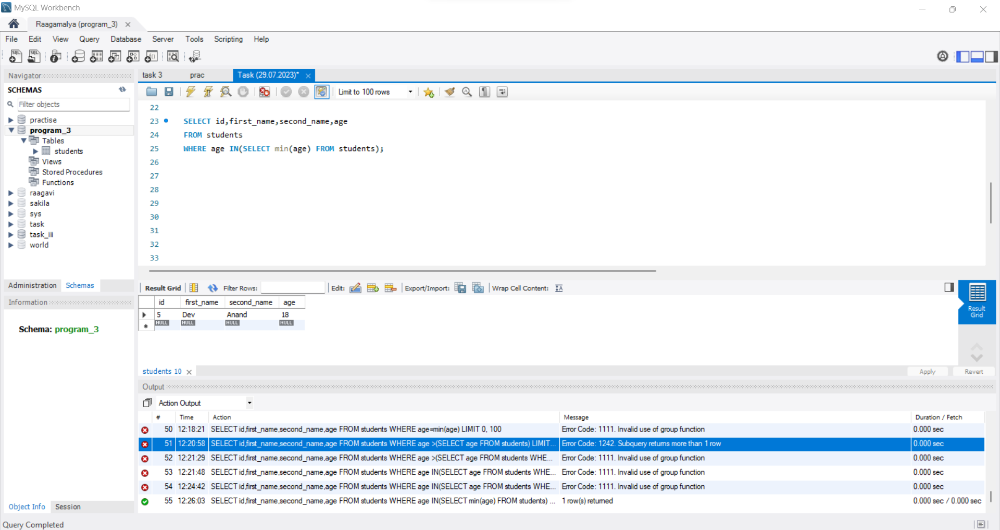 MySQL Workbench
Raagamalya (program_3)
File Edit View Query Database Server Tools Scripting Help
Navigator
SCHEMAS
Filter objects
practise
program_3
Tables
students
Views
Stored Procedures
Functions
raagavi
sakila
sys
task
task_iii
world
Administration Schemas
Information
Schema: program_3
Object Info Session
task 3 prac Task (29.07.2023)*
Limit to 100 rows
22
23 SELECT id,first_name,second_name,age
24 FROM students
25 WHERE age IN(SELECT min(age) FROM students);
26
27
28
29
30
31
32
33
Result Grid Filter Rows: Edit: Export/Import: Wrap Cell Content:
id first_name second_name age
5 Dev Anand 18
NULL NULL NULL NULL
Result
Grid
students 10
Apply Revert
Output
Action Output
# Time Action Message Duration / Fetch
50 12:18:21 SELECT id,first_name,second_name,age FROM students WHERE age=min(age) LIMIT 0, 100 Error Code: 1111. Invalid use of group function 0.000 sec
51 12:20:58 SELECT id,first_name,second_name,age FROM students WHERE age >(SELECT age FROM students) LIMIT... Error Code: 1242. Subquery returns more than 1 row 0.000 sec
52 12:21:29 SELECT id,first_name,second_name,age FROM students WHERE age >(SELECT age FROM students WHE... Error Code: 1111. Invalid use of group function 0.000 sec
53 12:21:48 SELECT id,first_name,second_name,age FROM students WHERE age IN(SELECT age FROM students WHE... Error Code: 1111. Invalid use of group function 0.000 sec
54 12:24:42 SELECT id,first_name,second_name,age FROM students WHERE age IN(SELECT age FROM students WHE... Error Code: 1111. Invalid use of group function 0.000 sec
55 12:26:03 SELECT id,first_name,second_name,age FROM students WHERE age IN(SELECT min(age) FROM students) ... 1 row(s) returned 0.000 sec / 0.000 sec
Query Completed